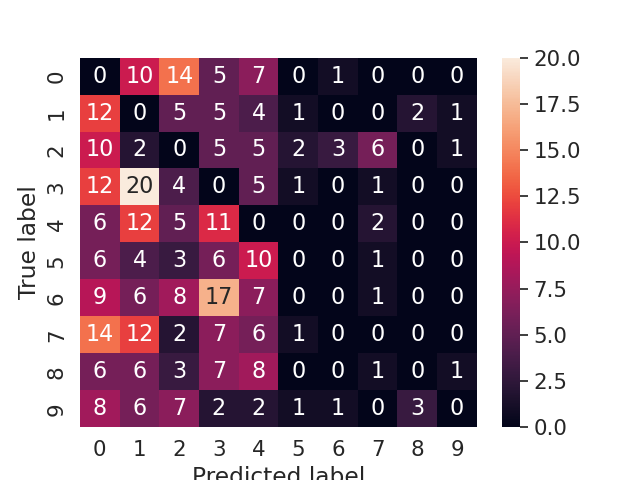 0 0 10 14 5 7 0 1 0 0 0 20.0
1 12 0 5 5 4 1 0 0 2 1 17.5
2 10 2 0 5 5 2 3 6 0 1 15.0
3 12 20 4 0 5 1 0 1 0 0 12.5
4 6 12 5 11 0 0 0 2 0 0 10.0
5 6 4 3 6 10 0 0 1 0 0 7.5
6 9 6 8 17 7 0 0 1 0 0 5.0
7 14 12 2 7 6 1 0 0 0 0 2.5
8 6 6 3 7 8 0 0 1 0 1 0.0
9 8 6 7 2 2 1 1 0 3 0
True label
0 1 2 3 4 5 6 7 8 9
Predicted label